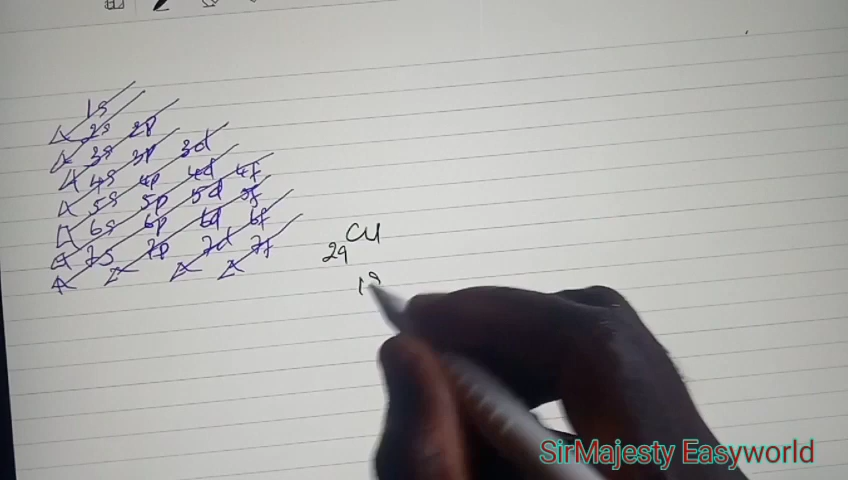 1s
2s 2p
3s 3p 3d
4s 4p 4d 4f
5s 5p 5d 5f
6s 6p 6d 6f
7s 7p 7d 7f
29Cu
1s
SirMajesty Easyworld